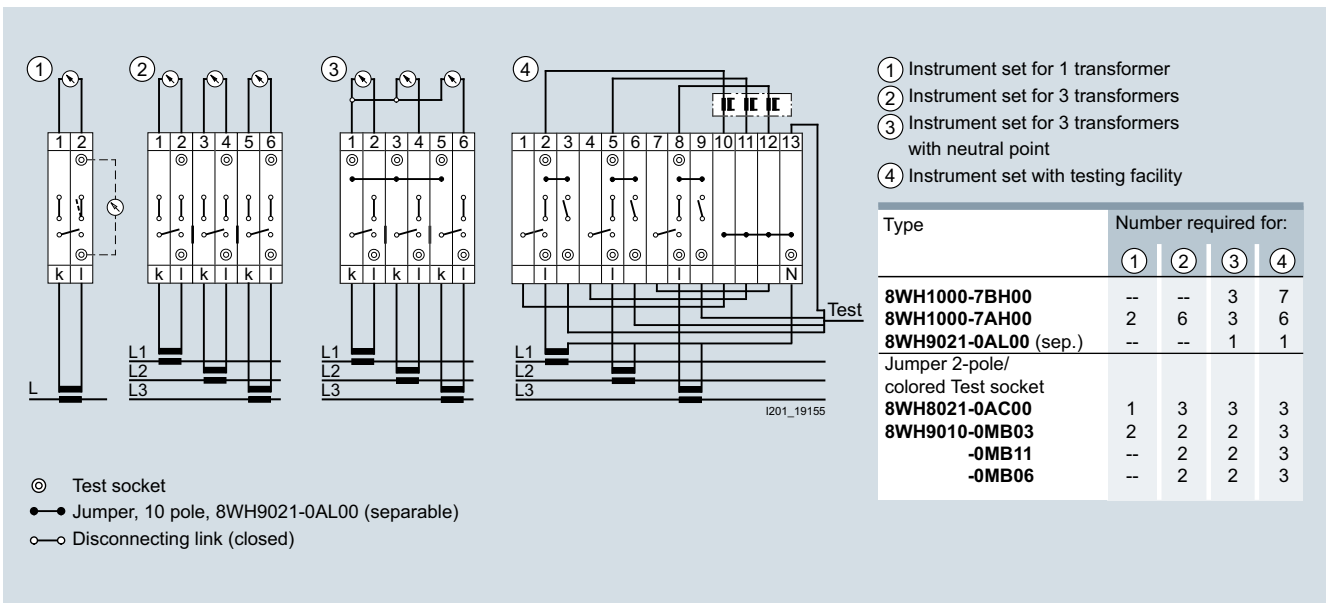 1
2
3
4
1 2
1 2 3 4 5 6
1 2 3 4 5 6
1 2 3 4 5 6 7 8 9 10 11 12 13
k l
k l k l k l
k l k l k l
l l l N
Test
L
L1
L2
L3
L1
L2
L3
L1
L2
L3
I201_19155
Test socket
Jumper, 10 pole, 8WH9021-0AL00 (separable)
Disconnecting link (closed)
1 Instrument set for 1 transformer
2 Instrument set for 3 transformers
3 Instrument set for 3 transformers
with neutral point
4 Instrument set with testing facility
Type Number required for:
1 2 3 4
8WH1000-7BH00 -- -- 3 7
8WH1000-7AH00 2 6 3 6
8WH9021-0AL00 (sep.) -- -- 1 1
Jumper 2-pole/
colored Test socket
8WH8021-0AC00 1 3 3 3
8WH9010-0MB03 2 2 2 3
-0MB11 -- 2 2 3
-0MB06 -- 2 2 3